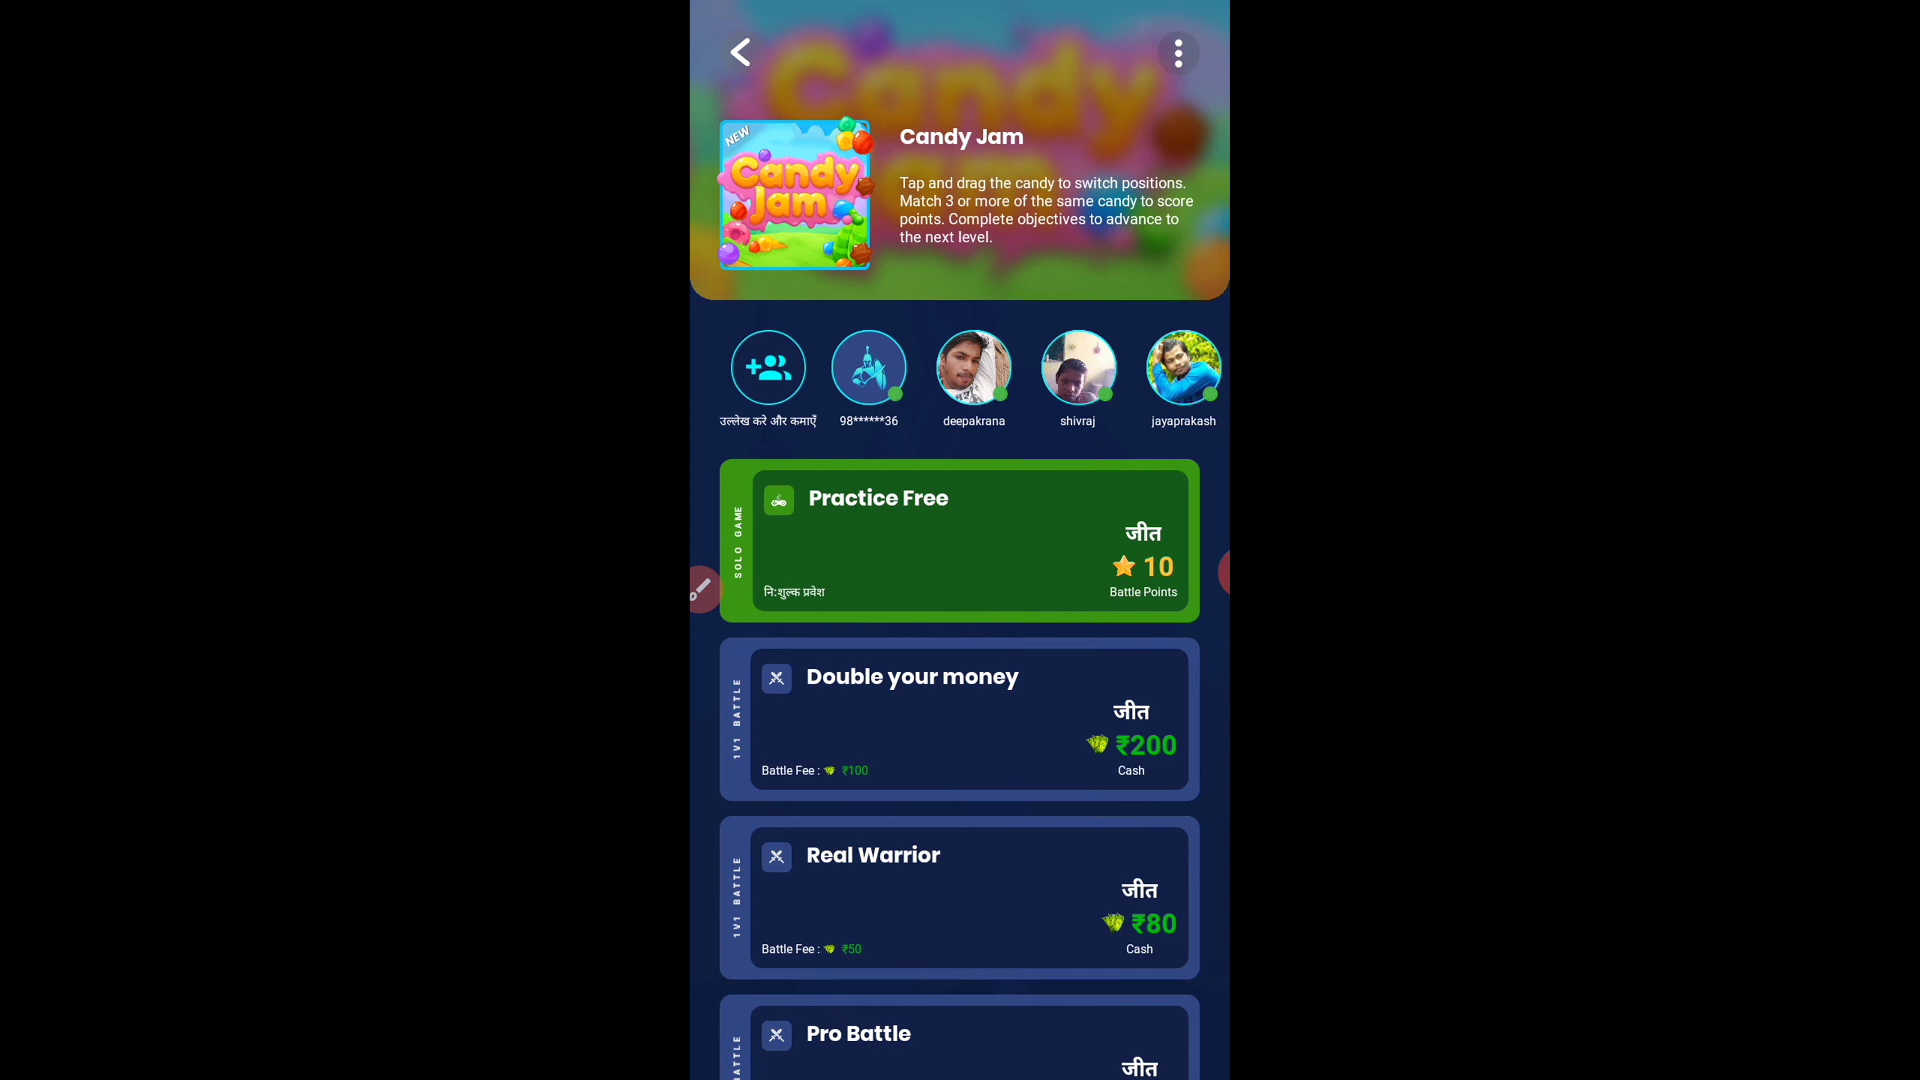 NEW
Candy
Jam
Candy Jam
Tap and drag the candy to switch positions.
Match 3 or more of the same candy to score
points. Complete objectives to advance to
the next level.
उल्लेख करे और कमाएँ
98******36
deepakrana
shivraj
jayaprakash
SOLO GAME
Practice Free
जीत
10
नि:शुल्क प्रवेश
Battle Points
1V1 BATTLE
Double your money
जीत
₹200
Battle Fee : ₹100
Cash
1V1 BATTLE
Real Warrior
जीत
₹80
Battle Fee : ₹50
Cash
BATTLE
Pro Battle
जीत